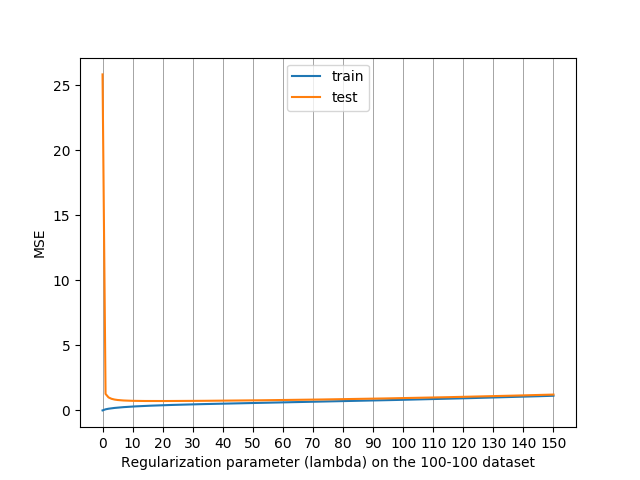 train
test
25
20
15
10
5
0
MSE
0 10 20 30 40 50 60 70 80 90 100 110 120 130 140 150
Regularization parameter (lambda) on the 100-100 dataset